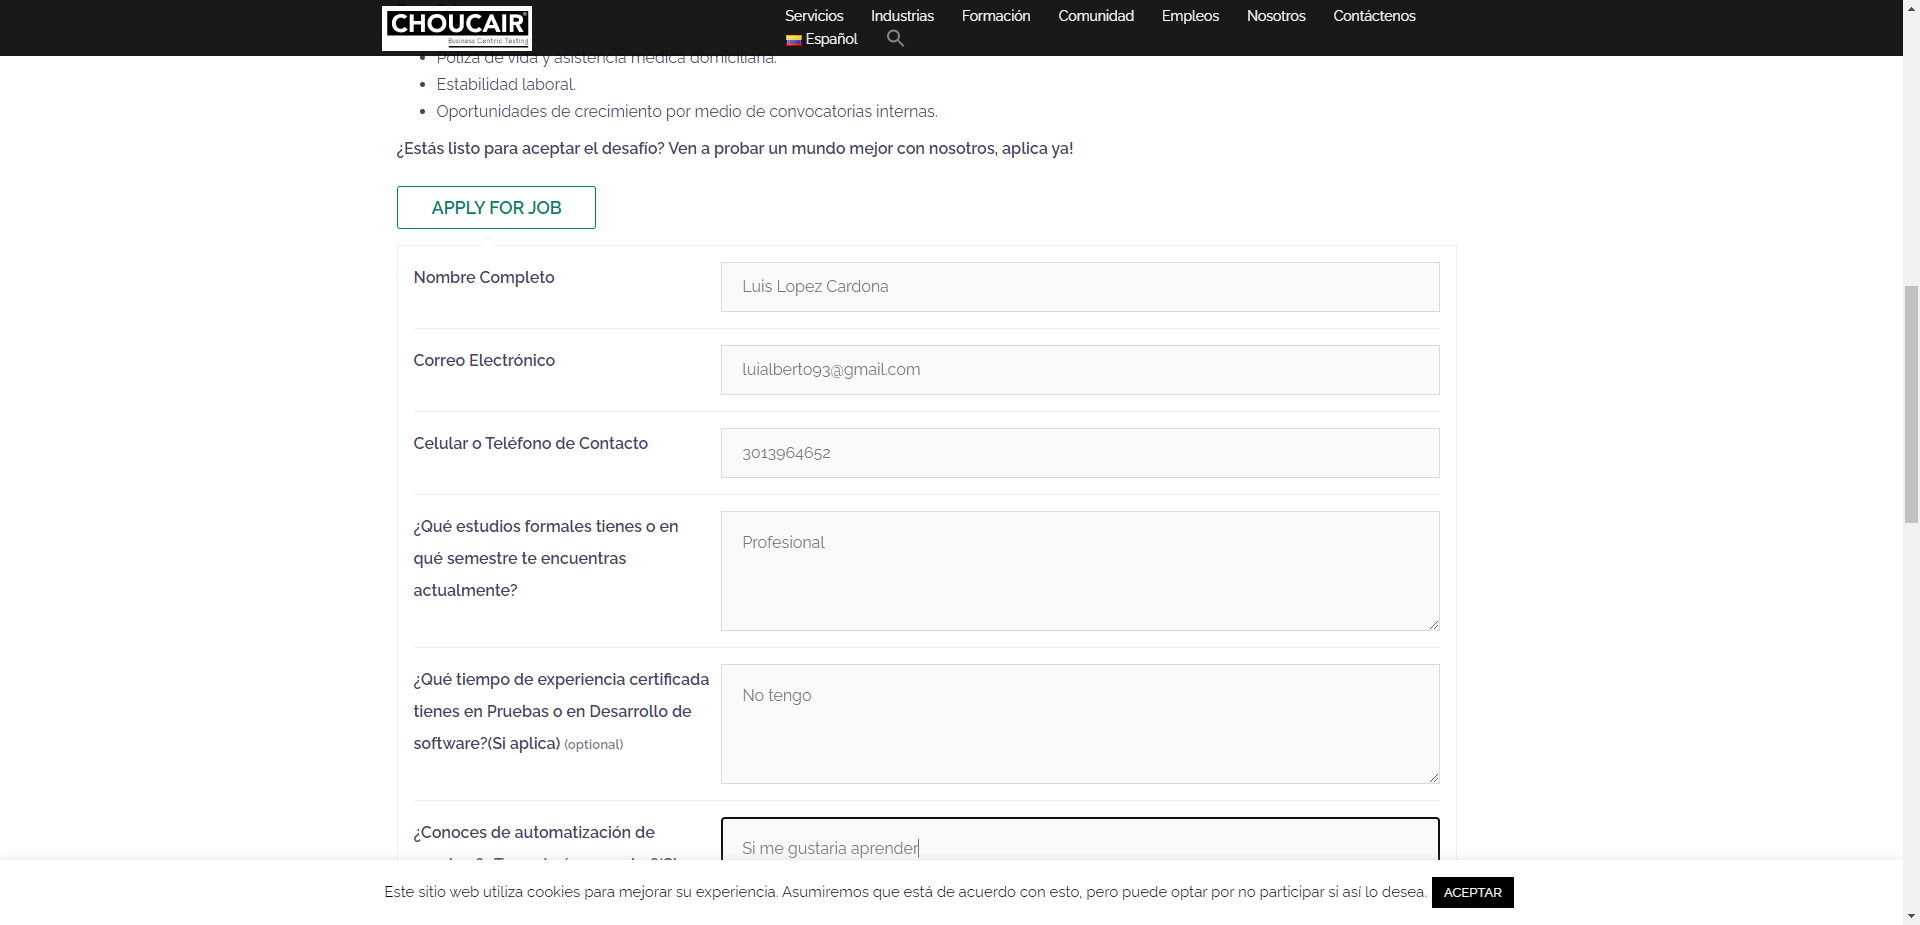 CHOUCAIR
Business Centric Testing
Servicios Industrias Formación Comunidad Empleos Nosotros Contáctenos
Español
Póliza de vida y asistencia médica domiciliaria.
Estabilidad laboral.
Oportunidades de crecimiento por medio de convocatorias internas.
¿Estás listo para aceptar el desafío? Ven a probar un mundo mejor con nosotros, aplica ya!
APPLY FOR JOB
Nombre Completo
Luis Lopez Cardona
Correo Electrónico
luialberto93@gmail.com
Celular o Teléfono de Contacto
3013964652
¿Qué estudios formales tienes o en
qué semestre te encuentras
actualmente?
Profesional
¿Qué tiempo de experiencia certificada
tienes en Pruebas o en Desarrollo de
software?(Si aplica) (optional)
No tengo
¿Conoces de automatización de
Si me gustaria aprender
Este sitio web utiliza cookies para mejorar su experiencia. Asumiremos que está de acuerdo con esto, pero puede optar por no participar si así lo desea. ACEPTAR